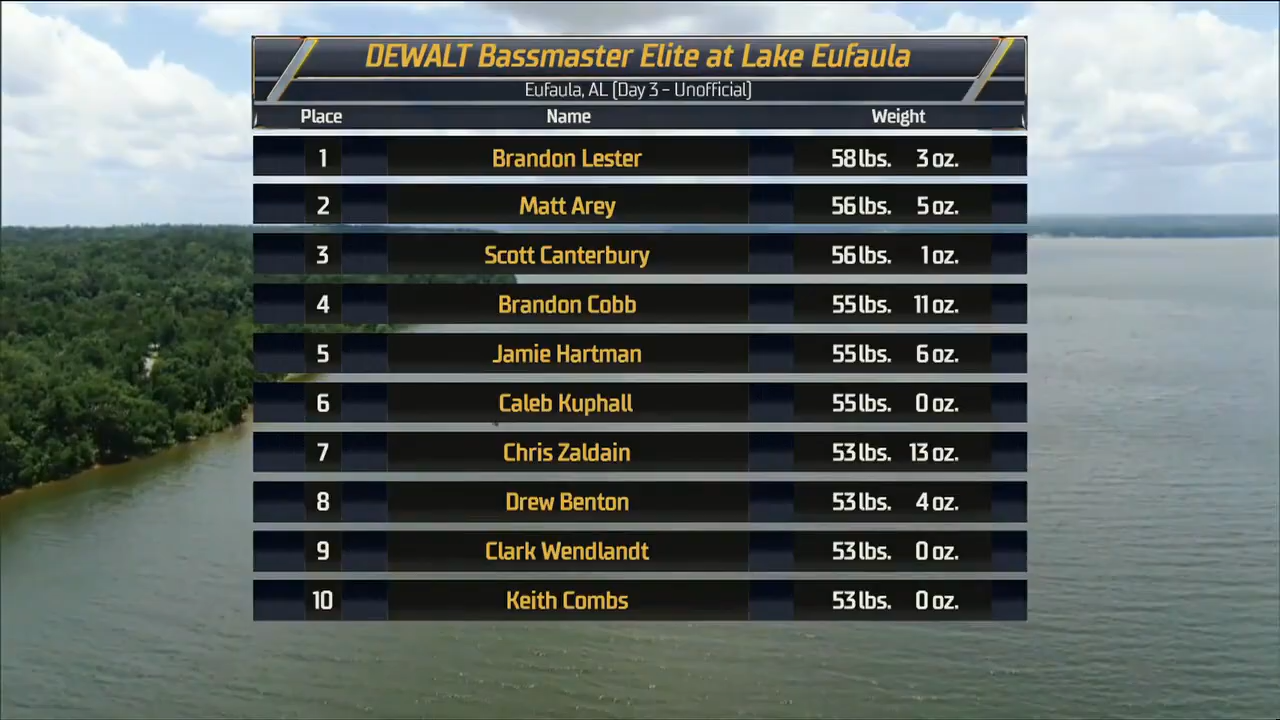 DEWALT Bassmaster Elite at Lake Eufaula
Eufaula, AL [Day 3 - Unofficial]
Place Name Weight
1 Brandon Lester 58 lbs. 3 oz.
2 Matt Arey 56 lbs. 5 oz.
3 Scott Canterbury 56 lbs. 1 oz.
4 Brandon Cobb 55 lbs. 11 oz.
5 Jamie Hartman 55 lbs. 6 oz.
6 Caleb Kuphall 55 lbs. 0 oz.
7 Chris Zaldain 53 lbs. 13 oz.
8 Drew Benton 53 lbs. 4 oz.
9 Clark Wendlandt 53 lbs. 0 oz.
10 Keith Combs 53 lbs. 0 oz.